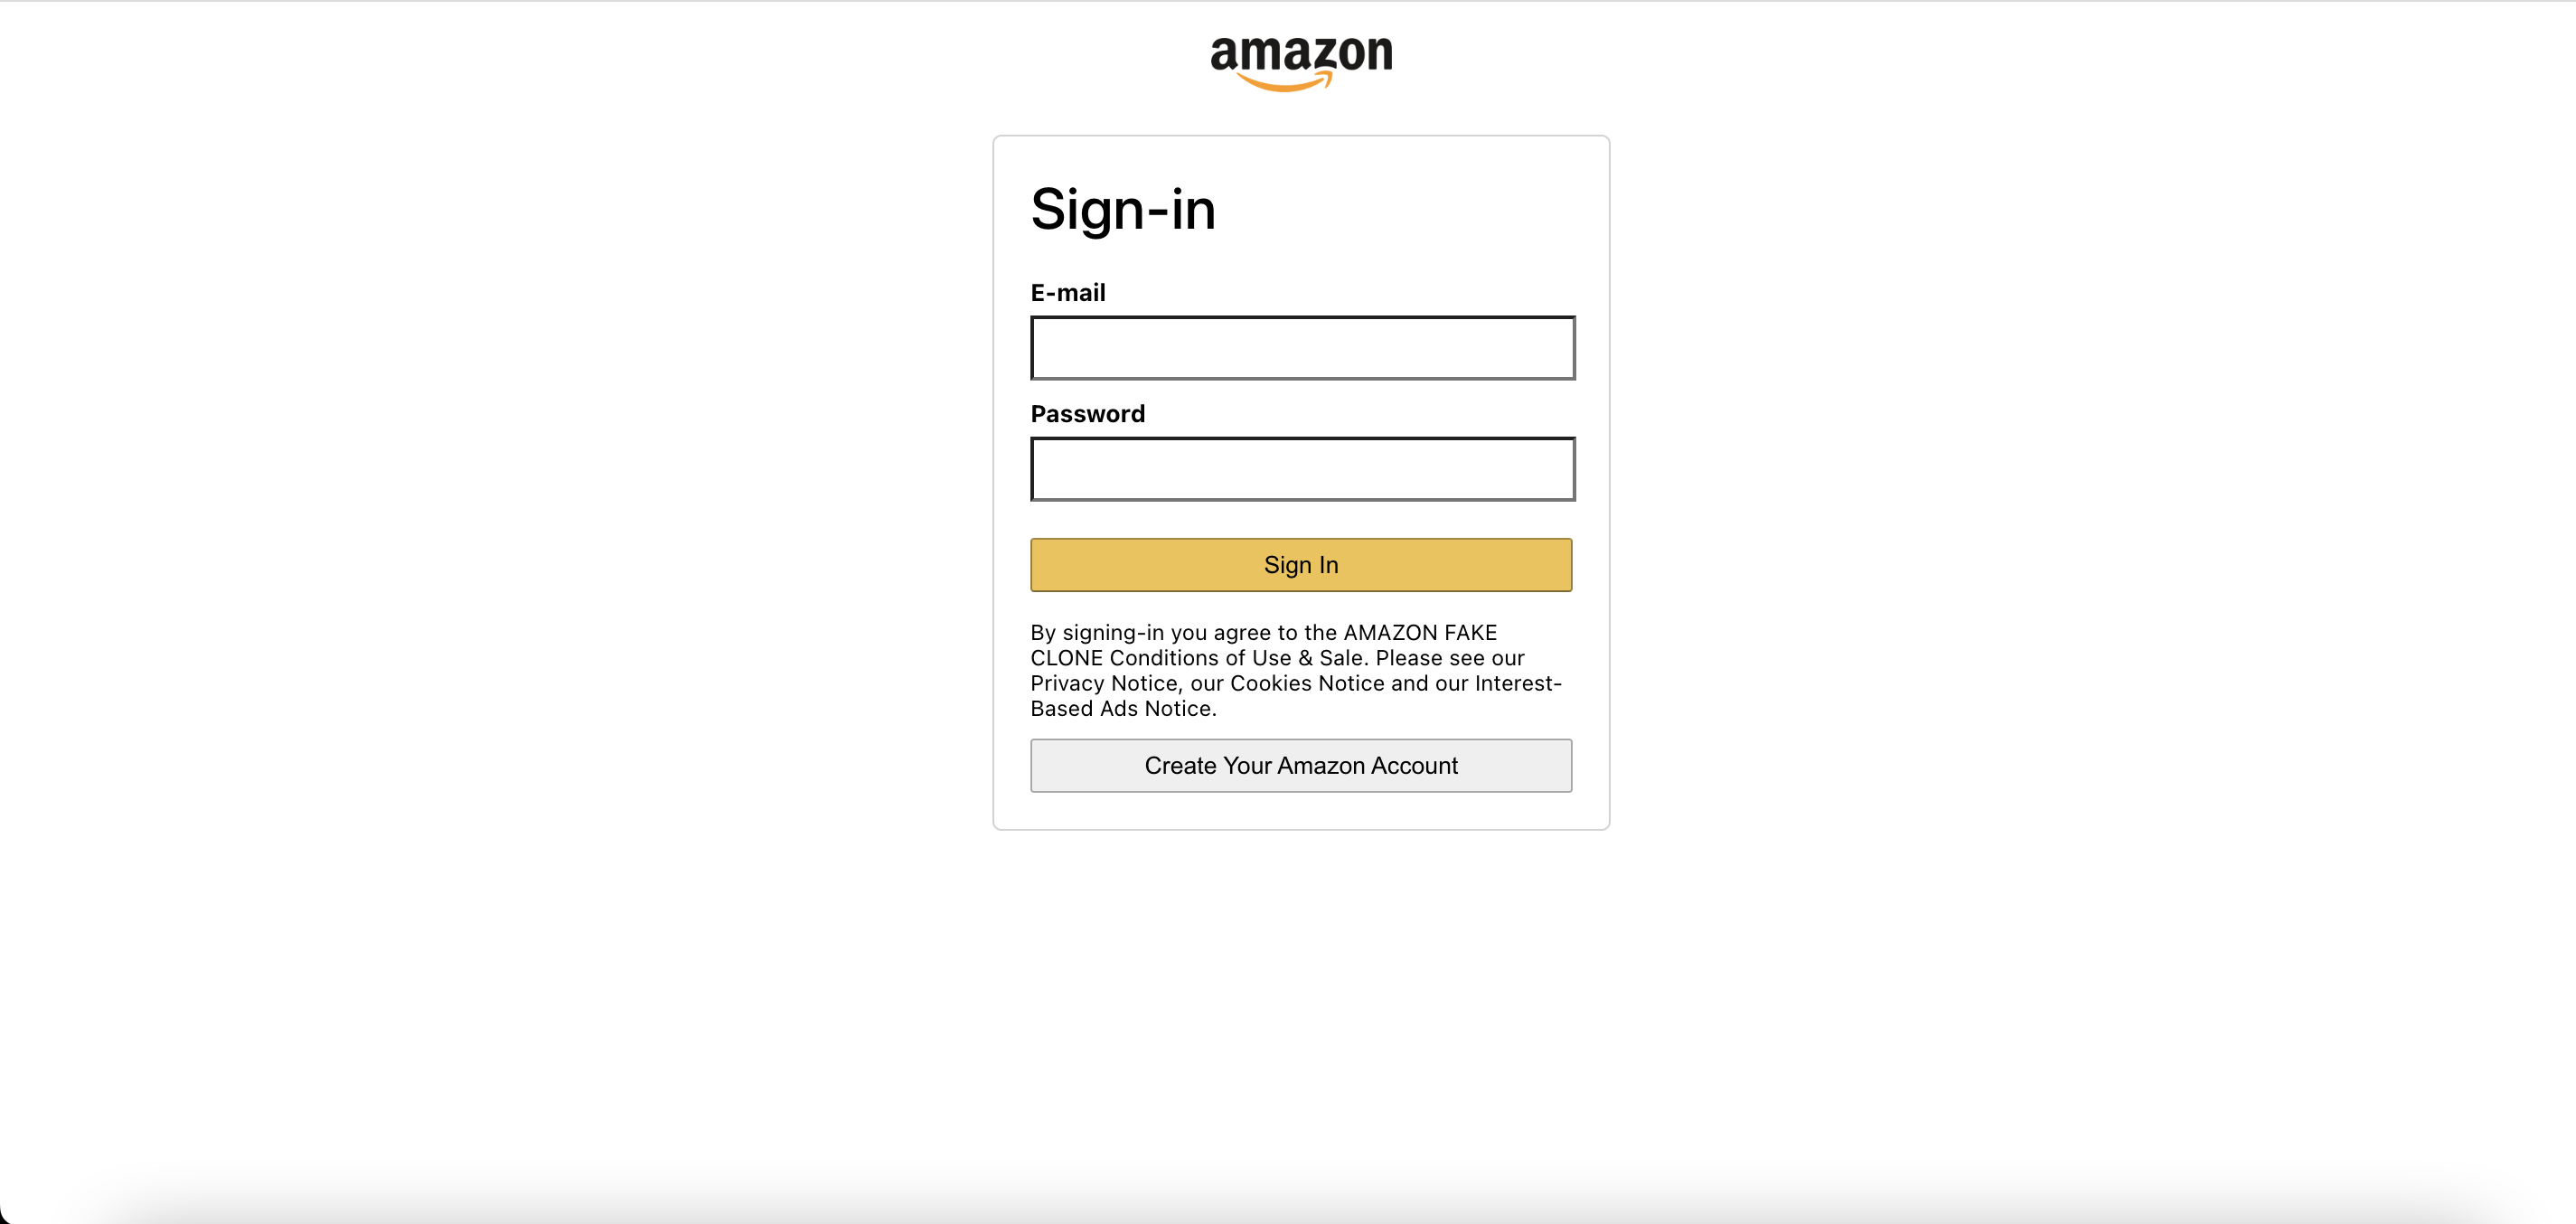 amazon
Sign-in
E-mail
Password
Sign In
By signing-in you agree to the AMAZON FAKE
CLONE Conditions of Use & Sale. Please see our
Privacy Notice, our Cookies Notice and our Interest-
Based Ads Notice.
Create Your Amazon Account